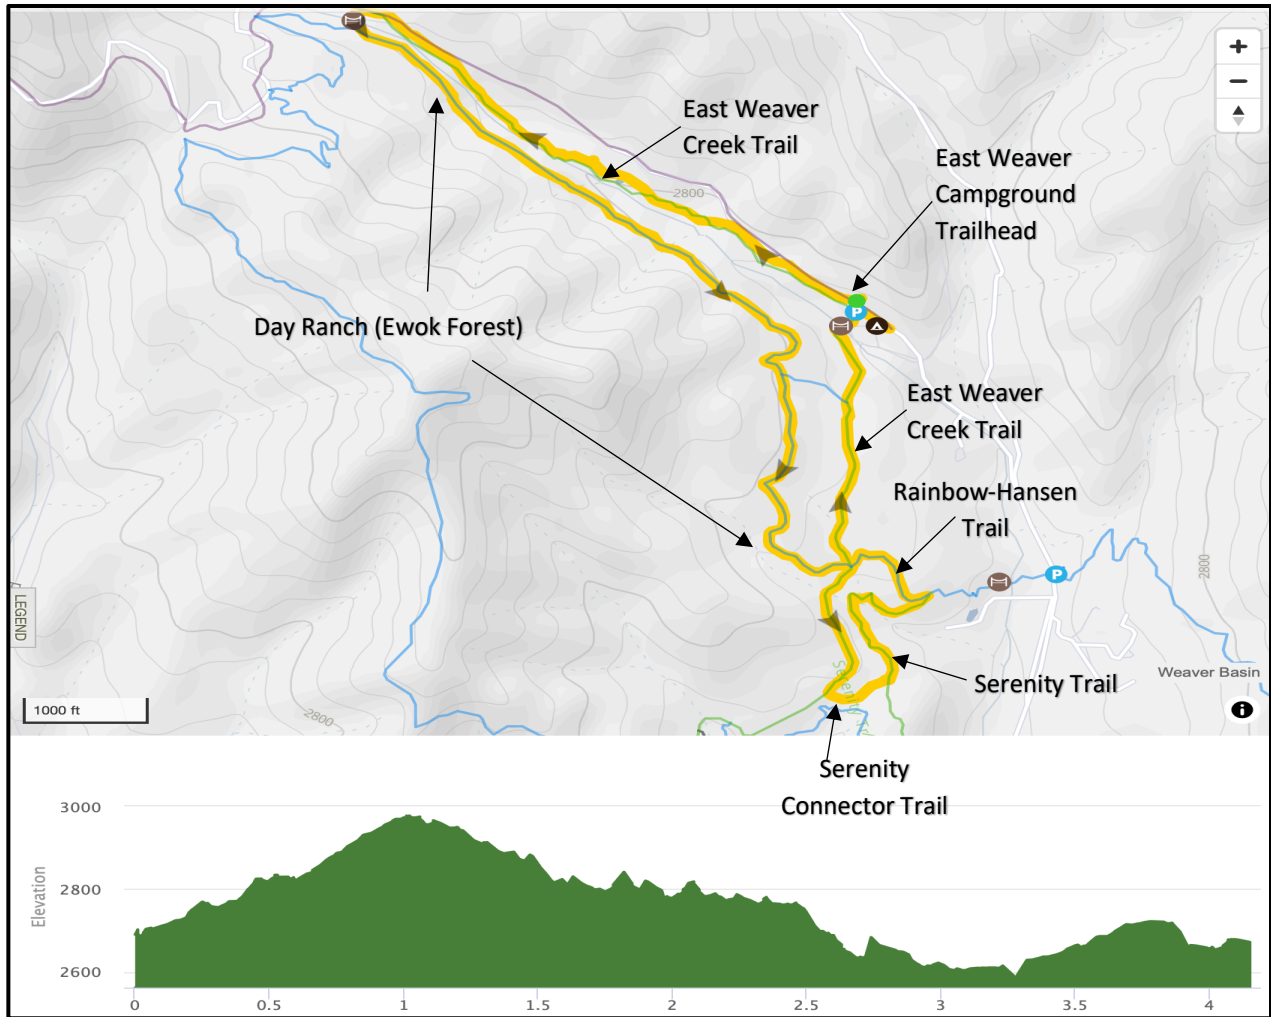 East Weaver
Creek Trail
East Weaver
Campground
Trailhead
2800
P
Day Ranch (Ewok Forest)
East Weaver
Creek Trail
Rainbow-Hansen
Trail
P
2800
LEGEND
Serenity Trail
Weaver Basin
1000 ft
2800
Serenity
Connector Trail
3000
2800
2600
Elevation
0
0.5
1
1.5
2
2.5
3
3.5
4